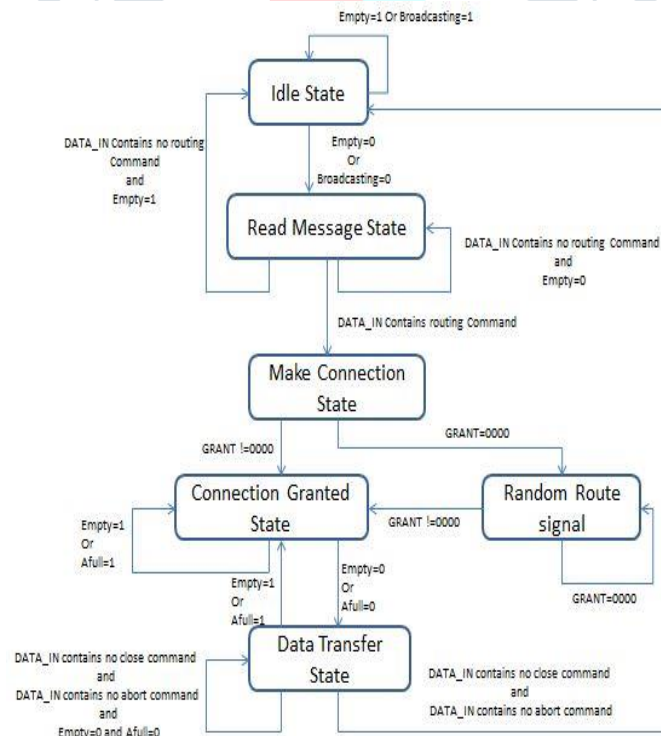 Empty=1 Or Broadcasting=1
Idle State
DATA_IN Contains no routing
Command
and
Empty=1
Empty=0
Or
Broadcasting=0
Read Message State
DATA_IN Contains no routing Command
and
Empty=0
DATA_IN Contains routing Command
Make Connection
State
GRANT !=0000
GRANT=0000
Connection Granted
State
Random Route
signal
GRANT !=0000
GRANT=0000
Empty=1
Or
Afull=1
Empty=1
Or
Afull=1
Empty=0
Or
Afull=0
Data Transfer
State
DATA_IN contains no close command
and
DATA_IN contains no abort command
and
Empty=0 and Afull=0
DATA_IN contains no close command
and
DATA_IN contains no abort command